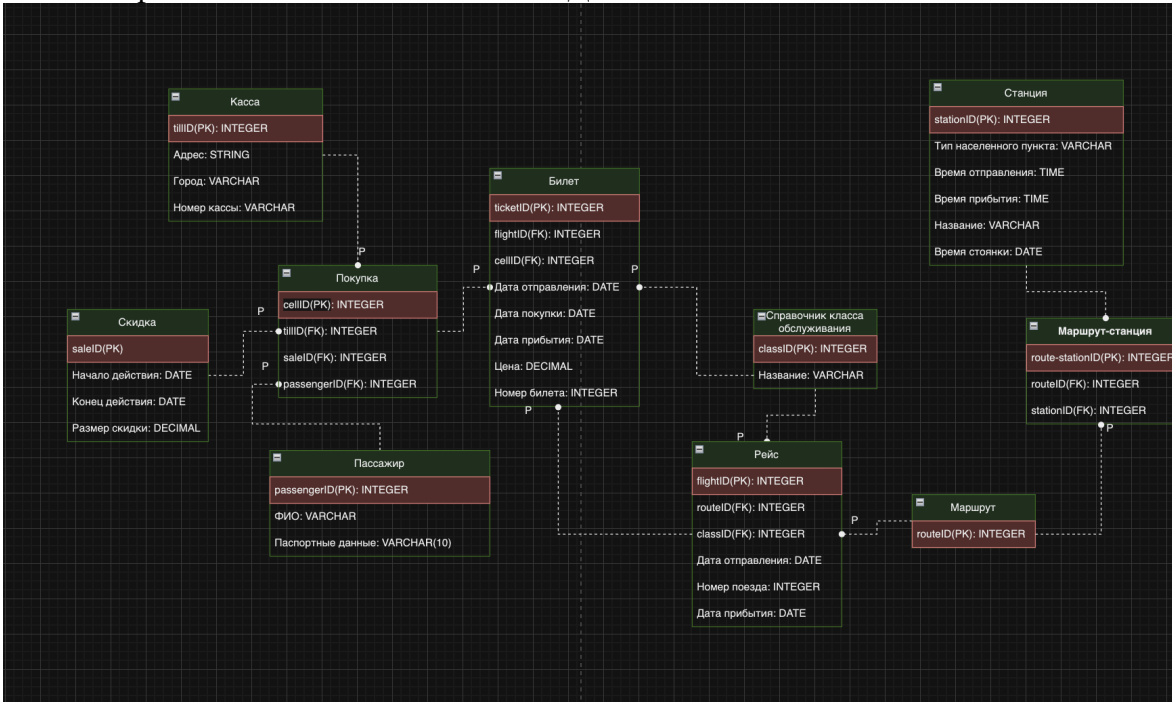 Касса
tillID(PK): INTEGER
Адрес: STRING
Город: VARCHAR
Номер кассы: VARCHAR
P
Покупка
cellID(PK): INTEGER
tillID(FK): INTEGER
saleID(FK): INTEGER
passengerID(FK): INTEGER
P
P
Скидка
saleID(PK)
Начало действия: DATE
Конец действия: DATE
Размер скидки: DECIMAL
Пассажир
passengerID(PK): INTEGER
ФИО: VARCHAR
Паспортные данные: VARCHAR(10)
P
Билет
ticketID(PK): INTEGER
flightID(FK): INTEGER
cellID(FK): INTEGER
Дата отправления: DATE
Дата покупки: DATE
Дата прибытия: DATE
Цена: DECIMAL
Номер билета: INTEGER
P
P
Справочник класса
обслуживания
classID(PK): INTEGER
Название: VARCHAR
P
Рейс
flightID(PK): INTEGER
routeID(FK): INTEGER
classID(FK): INTEGER
Дата отправления: DATE
Номер поезда: INTEGER
Дата прибытия: DATE
P
Маршрут
routeID(PK): INTEGER
Станция
stationID(PK): INTEGER
Тип населенного пункта: VARCHAR
Время отправления: TIME
Время прибытия: TIME
Название: VARCHAR
Время стоянки: DATE
Маршрут-станция
route-stationID(PK): INTEGER
routeID(FK): INTEGER
stationID(FK): INTEGER
P